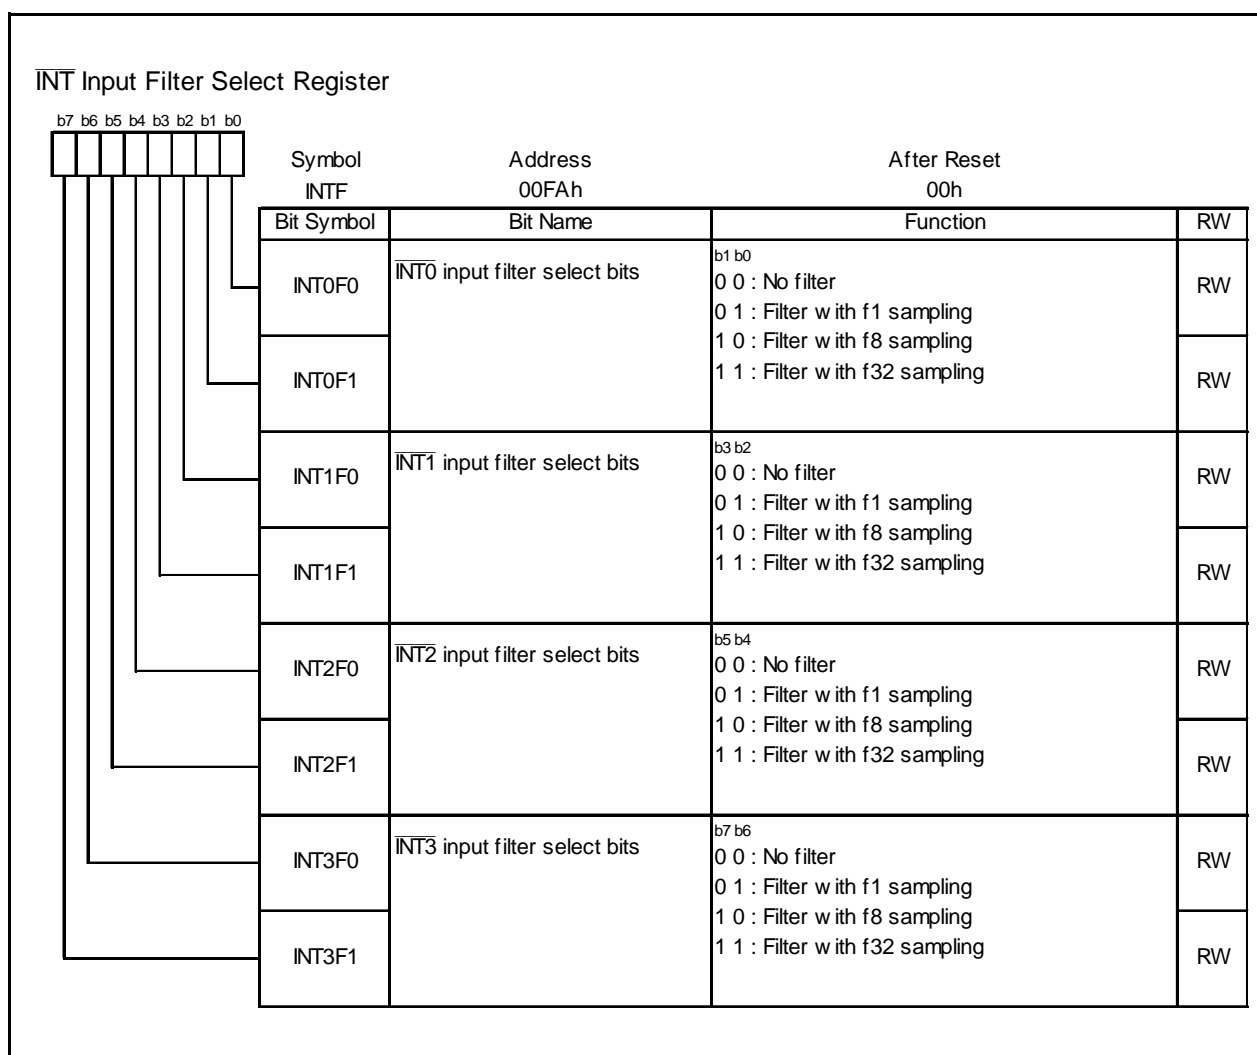 INT Input Filter Select Register
b7 b6 b5 b4 b3 b2 b1 b0
Symbol Address After Reset
INTF 00FAh 00h
Bit Symbol Bit Name Function RW
INT0F0 INT0 input filter select bits b1 b0 RW
0 0 : No filter
0 1 : Filter with f1 sampling
1 0 : Filter with f8 sampling
INT0F1 1 1 : Filter with f32 sampling RW
INT1F0 INT1 input filter select bits b3 b2 RW
0 0 : No filter
0 1 : Filter with f1 sampling
1 0 : Filter with f8 sampling
INT1F1 1 1 : Filter with f32 sampling RW
INT2F0 INT2 input filter select bits b5 b4 RW
0 0 : No filter
0 1 : Filter with f1 sampling
1 0 : Filter with f8 sampling
INT2F1 1 1 : Filter with f32 sampling RW
INT3F0 INT3 input filter select bits b7 b6 RW
0 0 : No filter
0 1 : Filter with f1 sampling
1 0 : Filter with f8 sampling
INT3F1 1 1 : Filter with f32 sampling RW